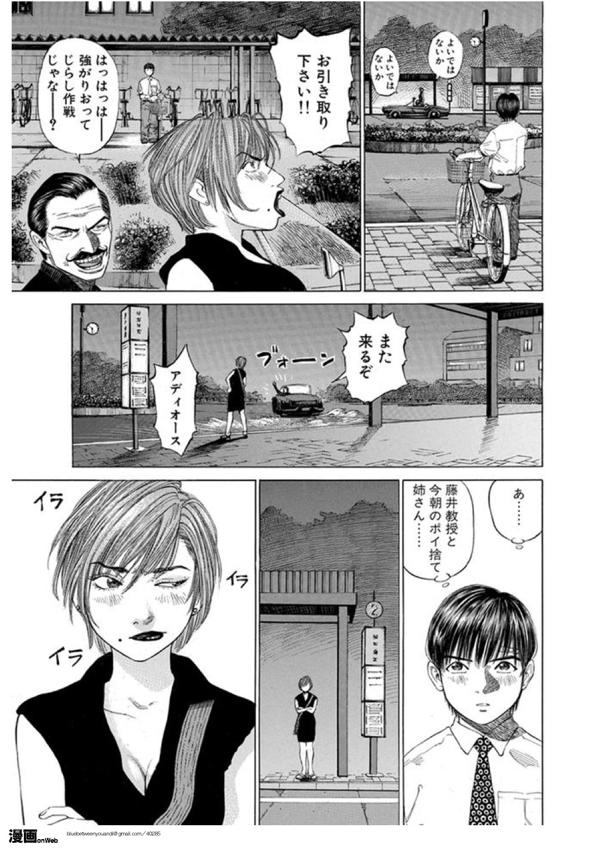 よいでは
ないか
よいでは
ないか
お引き取り
下さい!!
はっはっはー
強がりおって
じらし作戦
じゃなー?
また
来るぞ
ブォーン
アディオース
あ……
藤井教授と
今朝のポイ捨て
姉さん……
2
イラ
イラ
イラ
漫画onWeb